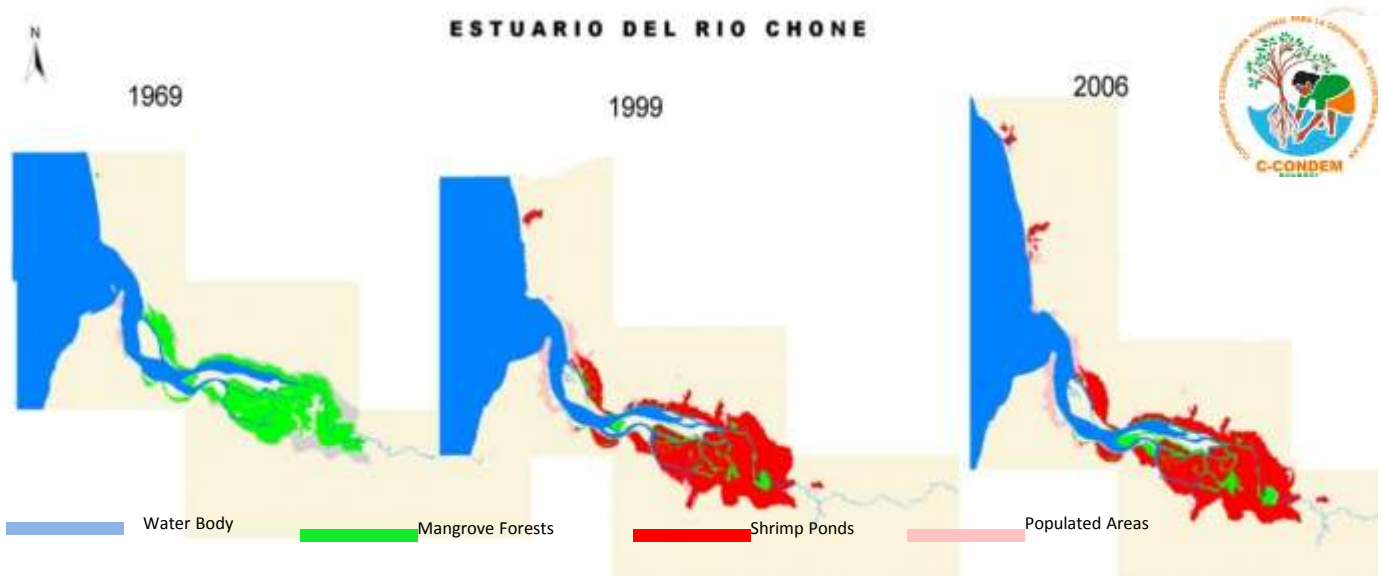 ESTUARIO DEL RIO CHONE
N
1969
1999
2006
C-CONDEM
Water Body
Mangrove Forests
Shrimp Ponds
Populated Areas